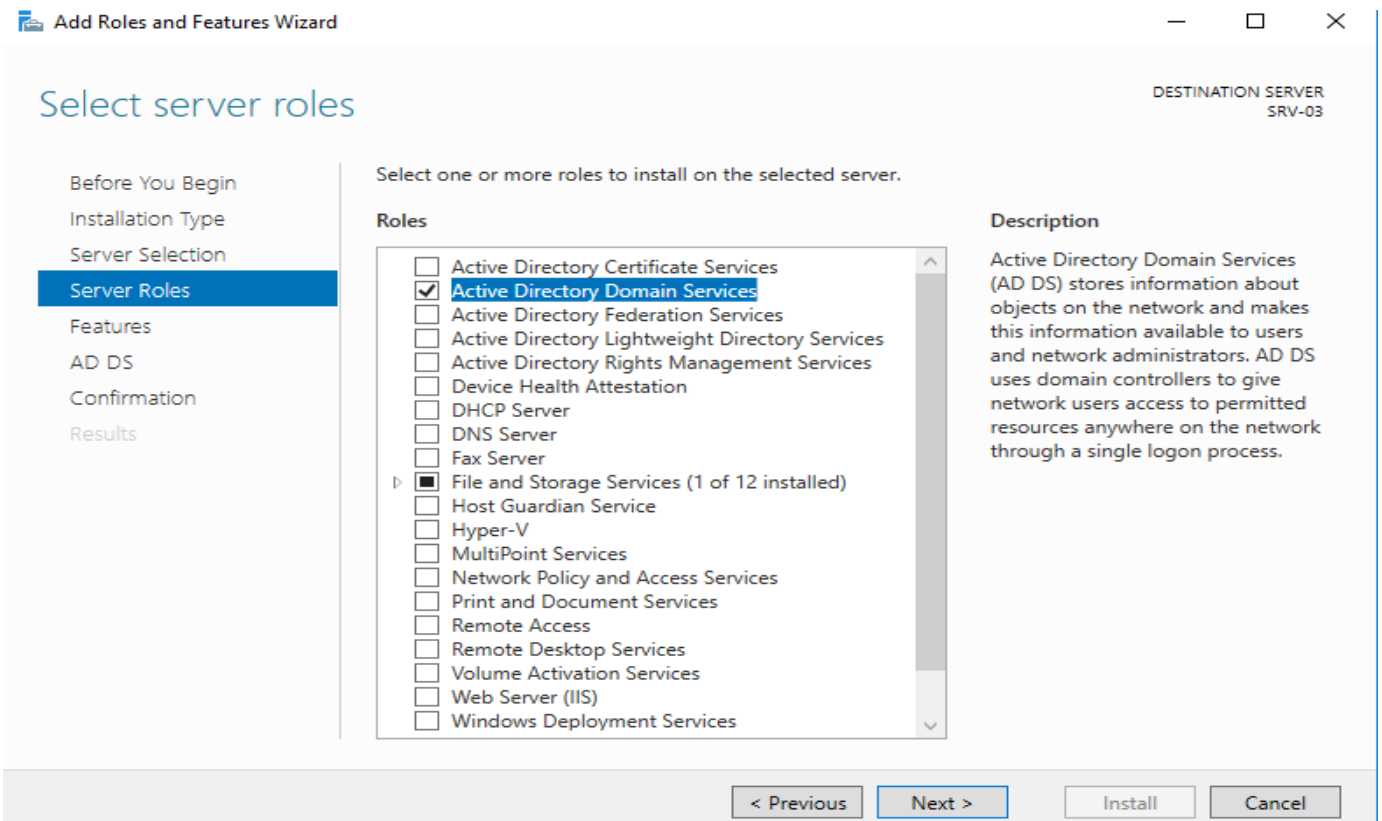 Add Roles and Features Wizard
Select server roles
DESTINATION SERVER
SRV-03
Before You Begin
Installation Type
Server Selection
Server Roles
Features
AD DS
Confirmation
Results
Select one or more roles to install on the selected server.
Roles
Active Directory Certificate Services
Active Directory Domain Services
Active Directory Federation Services
Active Directory Lightweight Directory Services
Active Directory Rights Management Services
Device Health Attestation
DHCP Server
DNS Server
Fax Server
File and Storage Services (1 of 12 installed)
Host Guardian Service
Hyper-V
MultiPoint Services
Network Policy and Access Services
Print and Document Services
Remote Access
Remote Desktop Services
Volume Activation Services
Web Server (IIS)
Windows Deployment Services
Description
Active Directory Domain Services
(AD DS) stores information about
objects on the network and makes
this information available to users
and network administrators. AD DS
uses domain controllers to give
network users access to permitted
resources anywhere on the network
through a single logon process.
< Previous
Next >
Install
Cancel